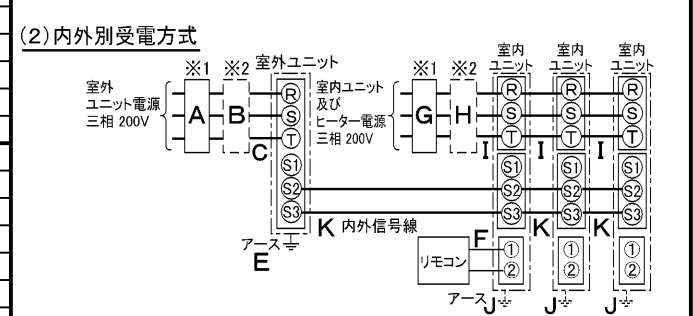 (2)内外別受電方式
※1 ※2 室外ユニット
室外
ユニット電源
三相 200V
A B
C
R
S
T
S1
S2
S3
アース
E
※1 ※2
室内ユニット
及び
ヒーター電源
三相 200V
G H
室内
ユニット
室内
ユニット
室内
ユニット
R R R
S S S
T T T
I I I
S1 S1 S1
S2 S2 S2
S3 S3 S3
K 内外信号線
K K
リモコン
F
① ① ①
② ② ②
アース
J J J